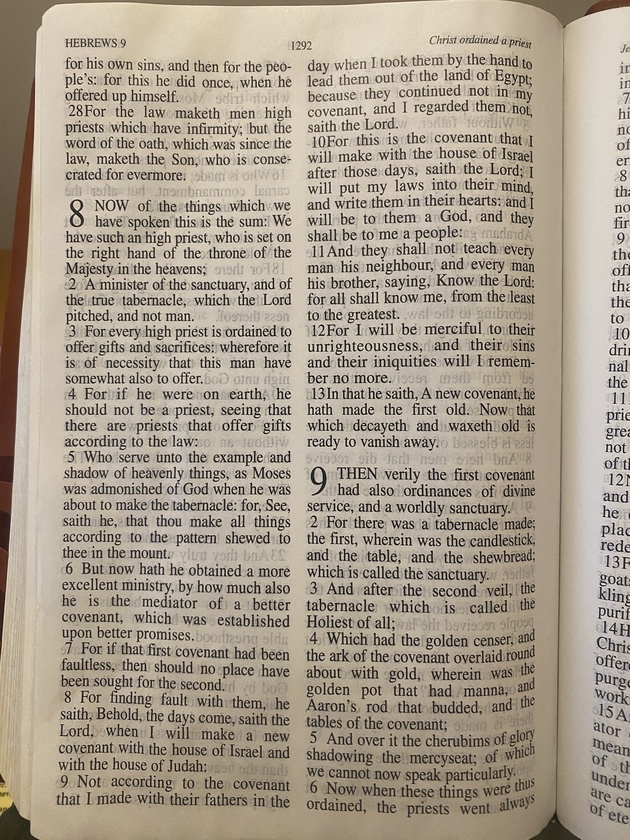 HEBREWS 9
1292
Christ ordained a priest
for his own sins, and then for the peo-
ple's: for this he did once, when he
offered up himself.
28For the law maketh men high
priests which have infirmity; but the
word of the oath, which was since the
law, maketh the Son, who is conse-
crated for evermore.
8 NOW of the things which we
have spoken this is the sum: We
have such an high priest, who is set on
the right hand of the throne of the
Majesty in the heavens;
2 A minister of the sanctuary, and of
the true tabernacle, which the Lord
pitched, and not man.
3 For every high priest is ordained to
offer gifts and sacrifices: wherefore it
is of necessity that this man have
somewhat also to offer.
4 For if he were on earth, he
should not be a priest, seeing that
there are priests that offer gifts
according to the law:
5 Who serve unto the example and
shadow of heavenly things, as Moses
was admonished of God when he was
about to make the tabernacle: for, See,
saith he, that thou make all things
according to the pattern shewed to
thee in the mount.
6 But now hath he obtained a more
excellent ministry, by how much also
he is the mediator of a better
covenant, which was established
upon better promises.
7 For if that first covenant had been
faultless, then should no place have
been sought for the second.
8 For finding fault with them, he
saith, Behold, the days come, saith the
Lord, when I will make a new
covenant with the house of Israel and
with the house of Judah:
9 Not according to the covenant
that I made with their fathers in the
day when I took them by the hand to
lead them out of the land of Egypt;
because they continued not in my
covenant, and I regarded them not,
saith the Lord.
10For this is the covenant that I
will make with the house of Israel
after those days, saith the Lord; I
will put my laws into their mind,
and write them in their hearts: and I
will be to them a God, and they
shall be to me a people:
11And they shall not teach every
man his neighbour, and every man
his brother, saying, Know the Lord:
for all shall know me, from the least
to the greatest.
12For I will be merciful to their
unrighteousness, and their sins
and their iniquities will I remem-
ber no more.
13In that he saith, A new covenant, he
hath made the first old. Now that
which decayeth and waxeth old is
ready to vanish away.
9 THEN verily the first covenant
had also ordinances of divine
service, and a worldly sanctuary.
2 For there was a tabernacle made;
the first, wherein was the candlestick,
and the table, and the shewbread;
which is called the sanctuary.
3 And after the second veil, the
tabernacle which is called the
Holiest of all;
4 Which had the golden censer, and
the ark of the covenant overlaid round
about with gold, wherein was the
golden pot that had manna, and
Aaron's rod that budded, and the
tables of the covenant;
5 And over it the cherubims of glory
shadowing the mercyseat; of which
we cannot now speak particularly.
6 Now when these things were thus
ordained, the priests went always